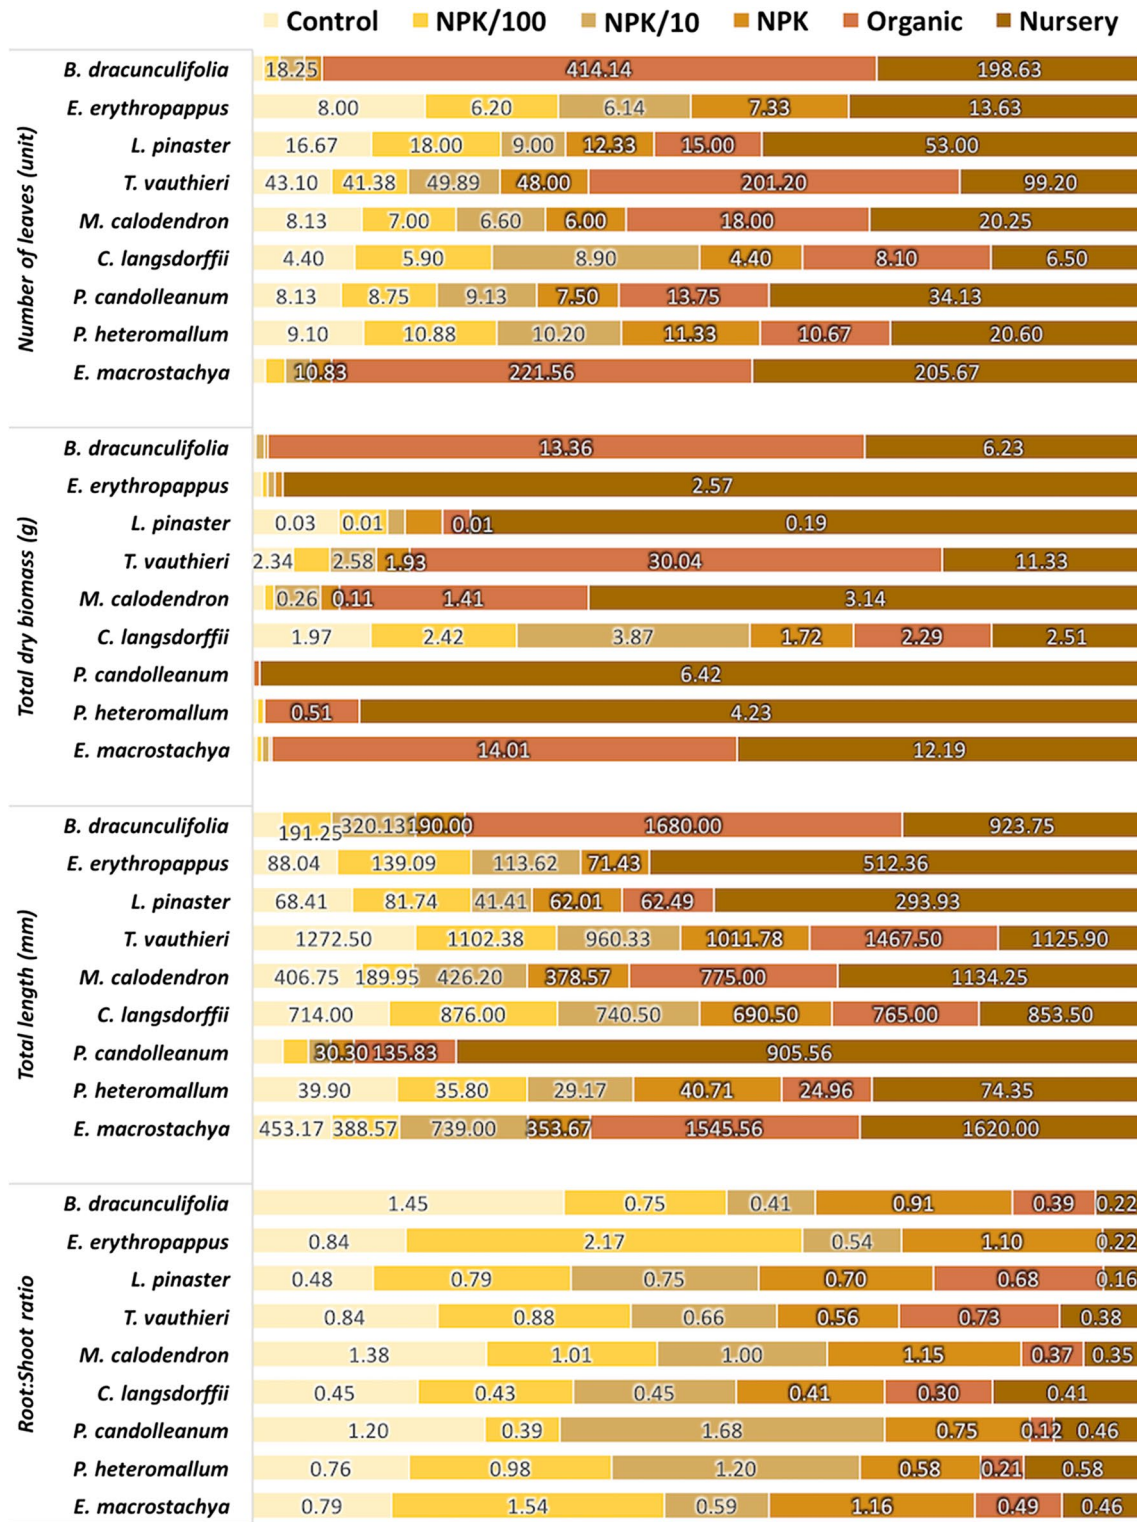 Control NPK/100 NPK/10 NPK Organic Nursery
Number of leaves (unit)
B. dracunculifolia 18.25 414.14 198.63
E. erythropappus 8.00 6.20 6.14 7.33 13.63
L. pinaster 16.67 18.00 9.00 12.33 15.00 53.00
T. vauthieri 43.10 41.38 49.89 48.00 201.20 99.20
M. calodendron 8.13 7.00 6.60 6.00 18.00 20.25
C. langsdorffii 4.40 5.90 8.90 4.40 8.10 6.50
P. candolleanum 8.13 8.75 9.13 7.50 13.75 34.13
P. heteromallum 9.10 10.88 10.20 11.33 10.67 20.60
E. macrostachya 10.83 221.56 205.67
Total dry biomass (g)
B. dracunculifolia 13.36 6.23
E. erythropappus 2.57
L. pinaster 0.03 0.01 0.01 0.19
T. vauthieri 2.34 2.58 1.93 30.04 11.33
M. calodendron 0.26 0.11 1.41 3.14
C. langsdorffii 1.97 2.42 3.87 1.72 2.29 2.51
P. candolleanum 6.42
P. heteromallum 0.51 4.23
E. macrostachya 14.01 12.19
Total length (mm)
B. dracunculifolia 191.25 320.13 190.00 1680.00 923.75
E. erythropappus 88.04 139.09 113.62 71.43 512.36
L. pinaster 68.41 81.74 41.41 62.01 62.49 293.93
T. vauthieri 1272.50 1102.38 960.33 1011.78 1467.50 1125.90
M. calodendron 406.75 189.95 426.20 378.57 775.00 1134.25
C. langsdorffii 714.00 876.00 740.50 690.50 765.00 853.50
P. candolleanum 30.30 135.83 905.56
P. heteromallum 39.90 35.80 29.17 40.71 24.96 74.35
E. macrostachya 453.17 388.57 739.00 353.67 1545.56 1620.00
Root:Shoot ratio
B. dracunculifolia 1.45 0.75 0.41 0.91 0.39 0.22
E. erythropappus 0.84 2.17 0.54 1.10 0.22
L. pinaster 0.48 0.79 0.75 0.70 0.68 0.16
T. vauthieri 0.84 0.88 0.66 0.56 0.73 0.38
M. calodendron 1.38 1.01 1.00 1.15 0.37 0.35
C. langsdorffii 0.45 0.43 0.45 0.41 0.30 0.41
P. candolleanum 1.20 0.39 1.68 0.75 0.12 0.46
P. heteromallum 0.76 0.98 1.20 0.58 0.21 0.58
E. macrostachya 0.79 1.54 0.59 1.16 0.49 0.46